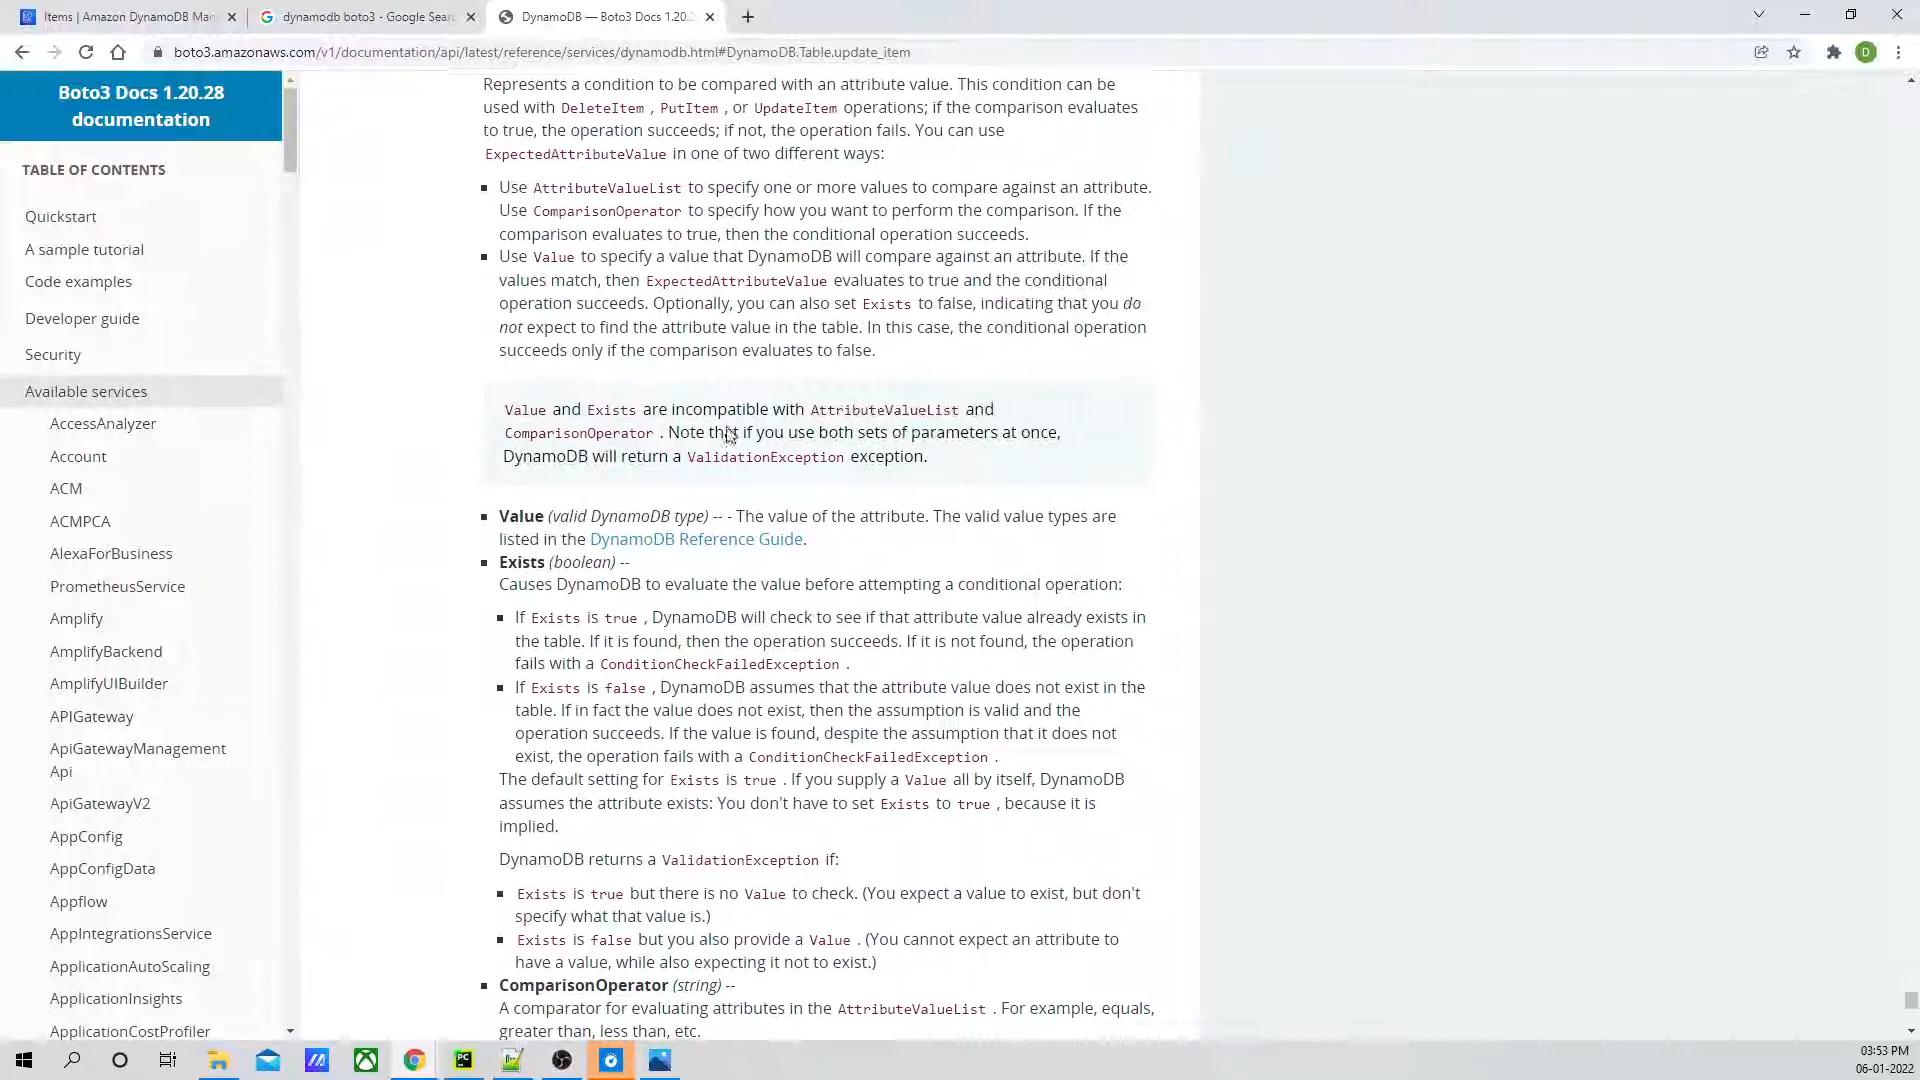 Items | Amazon DynamoDB Man
dynamodb boto3 - Google Sear
DynamoDB — Boto3 Docs 1.20.2
boto3.amazonaws.com/v1/documentation/api/latest/reference/services/dynamodb.html#DynamoDB.Table.update_item
D
Boto3 Docs 1.20.28
documentation
TABLE OF CONTENTS
Quickstart
A sample tutorial
Code examples
Developer guide
Security
Available services
AccessAnalyzer
Account
ACM
ACMPCA
AlexaForBusiness
PrometheusService
Amplify
AmplifyBackend
AmplifyUIBuilder
APIGateway
ApiGatewayManagement
Api
ApiGatewayV2
AppConfig
AppConfigData
Appflow
AppIntegrationsService
ApplicationAutoScaling
ApplicationInsights
ApplicationCostProfiler
Represents a condition to be compared with an attribute value. This condition can be
used with DeleteItem , PutItem , or UpdateItem operations; if the comparison evaluates
to true, the operation succeeds; if not, the operation fails. You can use
ExpectedAttributeValue in one of two different ways:
▪ Use AttributeValueList to specify one or more values to compare against an attribute.
Use ComparisonOperator to specify how you want to perform the comparison. If the
comparison evaluates to true, then the conditional operation succeeds.
▪ Use Value to specify a value that DynamoDB will compare against an attribute. If the
values match, then ExpectedAttributeValue evaluates to true and the conditional
operation succeeds. Optionally, you can also set Exists to false, indicating that you do
not expect to find the attribute value in the table. In this case, the conditional operation
succeeds only if the comparison evaluates to false.
Value and Exists are incompatible with AttributeValueList and
ComparisonOperator . Note that if you use both sets of parameters at once,
DynamoDB will return a ValidationException exception.
▪ Value (valid DynamoDB type) -- - The value of the attribute. The valid value types are
listed in the DynamoDB Reference Guide.
▪ Exists (boolean) --
Causes DynamoDB to evaluate the value before attempting a conditional operation:
▪ If Exists is true , DynamoDB will check to see if that attribute value already exists in
the table. If it is found, then the operation succeeds. If it is not found, the operation
fails with a ConditionCheckFailedException .
▪ If Exists is false , DynamoDB assumes that the attribute value does not exist in the
table. If in fact the value does not exist, then the assumption is valid and the
operation succeeds. If the value is found, despite the assumption that it does not
exist, the operation fails with a ConditionCheckFailedException .
The default setting for Exists is true . If you supply a Value all by itself, DynamoDB
assumes the attribute exists: You don't have to set Exists to true , because it is
implied.
DynamoDB returns a ValidationException if:
▪ Exists is true but there is no Value to check. (You expect a value to exist, but don't
specify what that value is.)
▪ Exists is false but you also provide a Value . (You cannot expect an attribute to
have a value, while also expecting it not to exist.)
▪ ComparisonOperator (string) --
A comparator for evaluating attributes in the AttributeValueList . For example, equals,
greater than, less than, etc.
PC
03:53 PM
06-01-2022